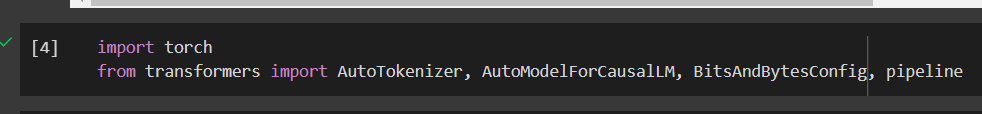 [4] import torch
from transformers import AutoTokenizer, AutoModelForCausalLM, BitsAndBytesConfig, pipeline